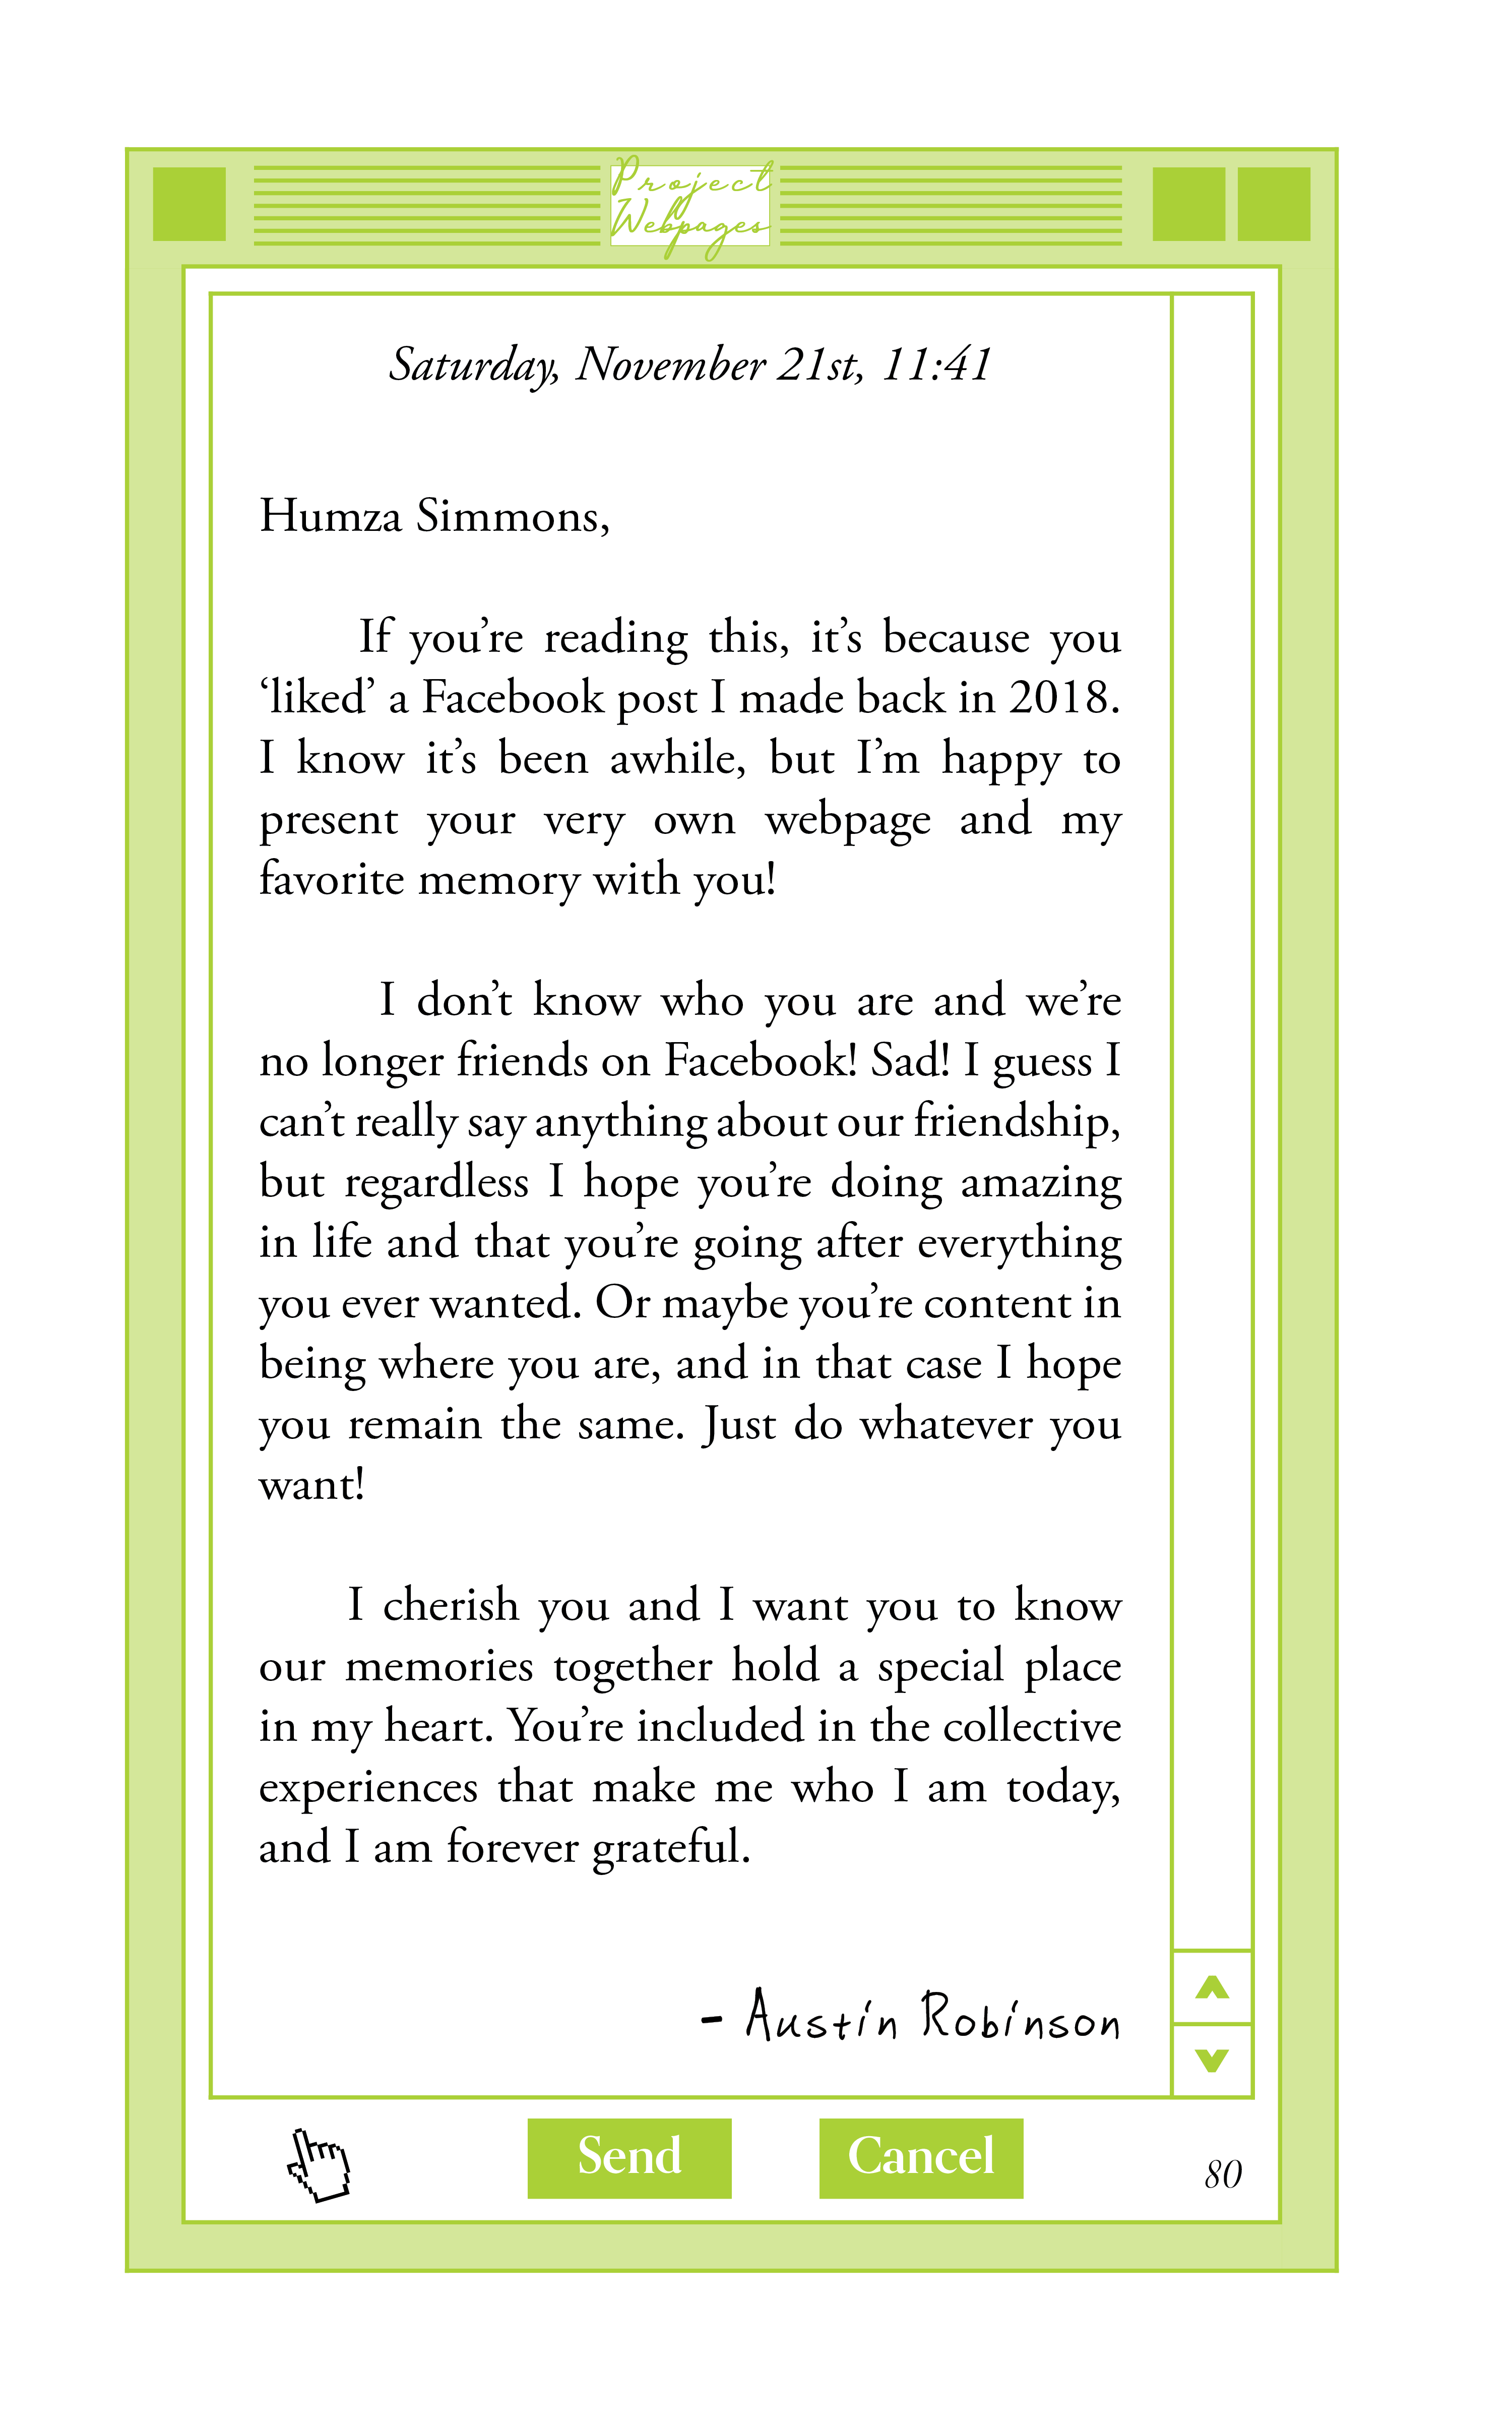 Project
Webpages
Saturday, November 21st, 11:41
Humza Simmons,
If you’re reading this, it’s because you
‘liked’ a Facebook post I made back in 2018.
I know it’s been awhile, but I’m happy to
present your very own webpage and my
favorite memory with you!
I don’t know who you are and we’re
no longer friends on Facebook! Sad! I guess I
can’t really say anything about our friendship,
but regardless I hope you’re doing amazing
in life and that you’re going after everything
you ever wanted. Or maybe you’re content in
being where you are, and in that case I hope
you remain the same. Just do whatever you
want!
I cherish you and I want you to know
our memories together hold a special place
in my heart. You’re included in the collective
experiences that make me who I am today,
and I am forever grateful.
- Austin Robinson
Send Cancel
80